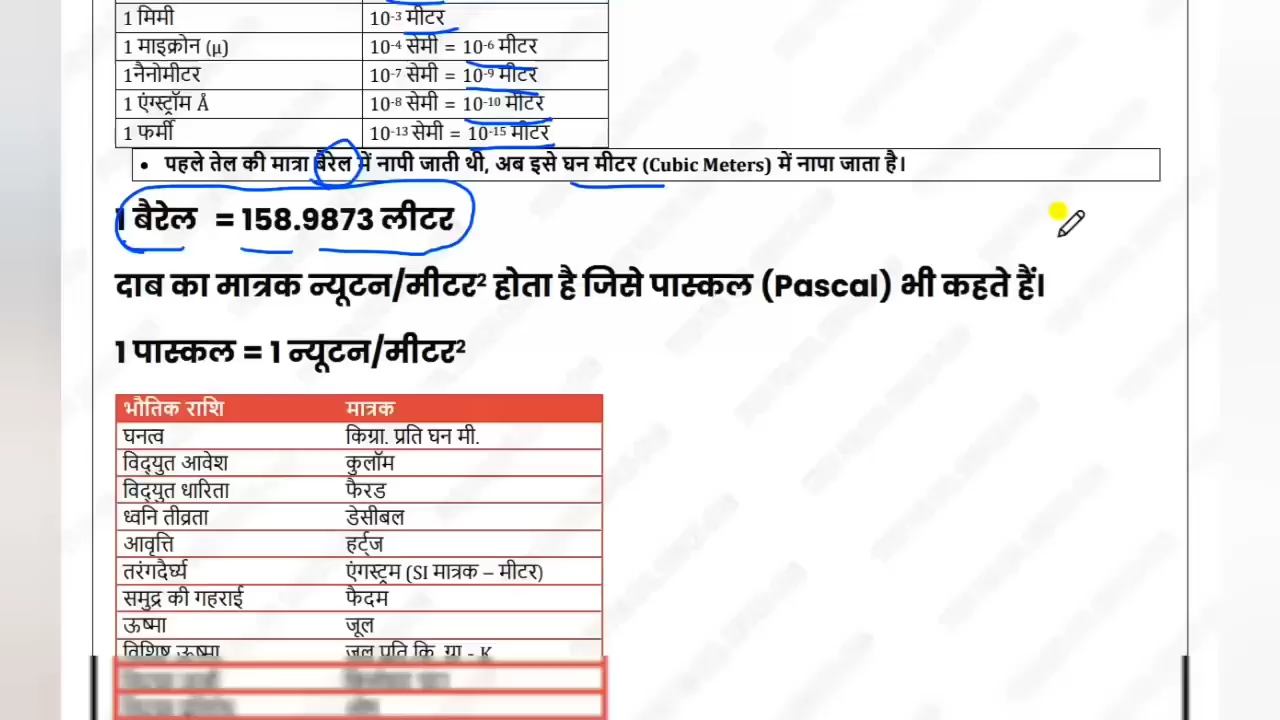 1 मिमी 10-3 मीटर
1 माइक्रोन (μ) 10-4 सेमी = 10-6 मीटर
1नैनोमीटर 10-7 सेमी = 10-9 मीटर
1 एंग्स्ट्रॉम Å 10-8 सेमी = 10-10 मीटर
1 फर्मी 10-13 सेमी = 10-15 मीटर
• पहले तेल की मात्रा बैरेल में नापी जाती थी, अब इसे घन मीटर (Cubic Meters) में नापा जाता है।
1 बैरेल = 158.9873 लीटर
दाब का मात्रक न्यूटन/मीटर² होता है जिसे पास्कल (Pascal) भी कहते हैं।
1 पास्कल = 1 न्यूटन/मीटर²
भौतिक राशि मात्रक
घनत्व किग्रा. प्रति घन मी.
विद्युत आवेश कुलॉम
विद्युत धारिता फैरड
ध्वनि तीव्रता डेसीबल
आवृत्ति हर्ट्ज
तरंगदैर्घ्य एंगस्ट्रम (SI मात्रक – मीटर)
समुद्र की गहराई फैदम
ऊष्मा जूल
विशिष्ट ऊष्मा जूल प्रति कि. ग्रा - K